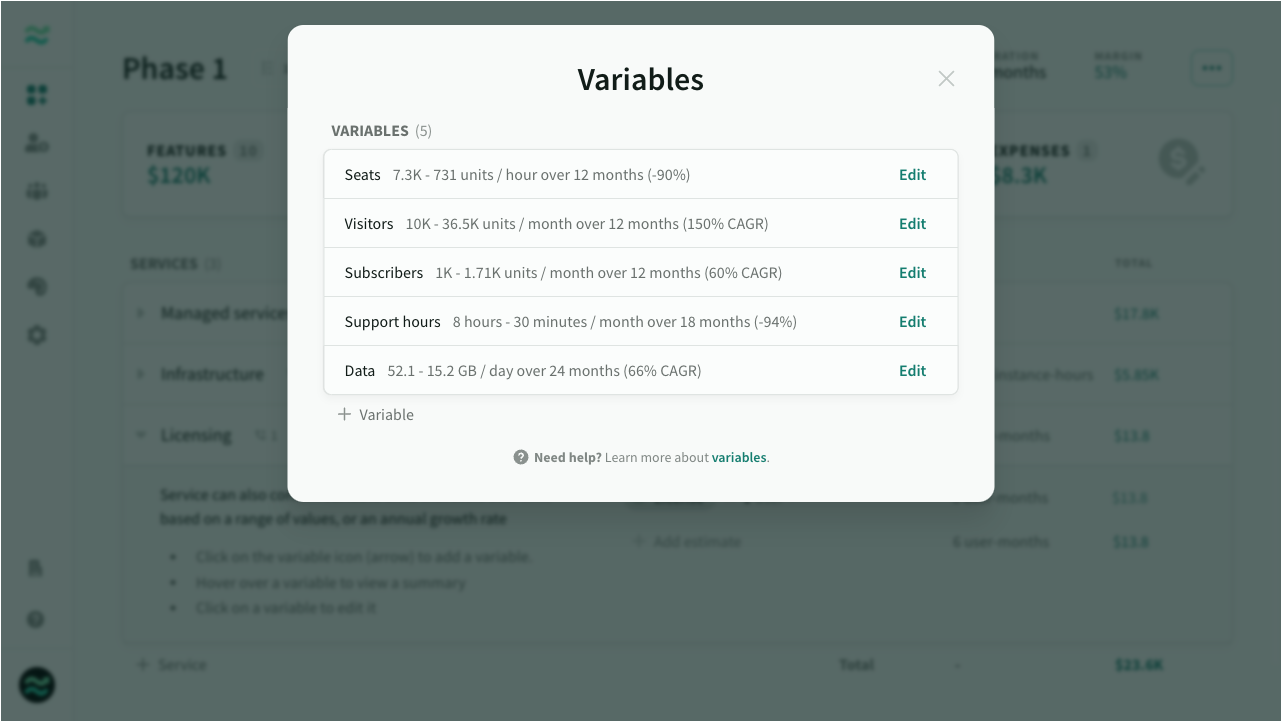 Variables
VARIABLES (5)
Seats 7.3K - 731 units / hour over 12 months (-90%) Edit
Visitors 10K - 36.5K units / month over 12 months (150% CAGR) Edit
Subscribers 1K - 1.71K units / month over 12 months (60% CAGR) Edit
Support hours 8 hours - 30 minutes / month over 18 months (-94%) Edit
Data 52.1 - 15.2 GB / day over 24 months (66% CAGR) Edit
+ Variable
? Need help? Learn more about variables.
Phase 1
months
MARGIN
53%
FEATURES 10
$120K
EXPENSES 1
$8.3K
SERVICES (3)
TOTAL
Managed service
$17.8K
Infrastructure
instance-hours $5.85K
Licensing 1
months $13.8
Service can also
months $11.6
based on a range of values, or an annual growth rate
+ Add estimate 6 user-months $13.8
• Click on the variable icon (arrow) to add a variable.
• Hover over a variable to view a summary
• Click on a variable to edit it
+ Service Total - $23.6K